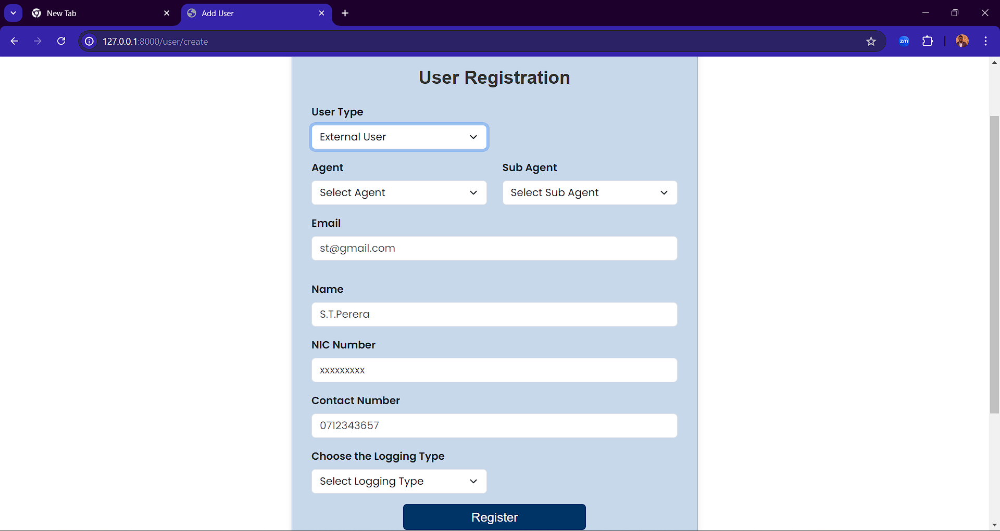 New Tab
Add User
127.0.0.1:8000/user/create
zm
User Registration
User Type
External User
Agent
Sub Agent
Select Agent
Select Sub Agent
Email
st@gmail.com
Name
S.T.Perera
NIC Number
xxxxxxxxx
Contact Number
0712343657
Choose the Logging Type
Select Logging Type
Register